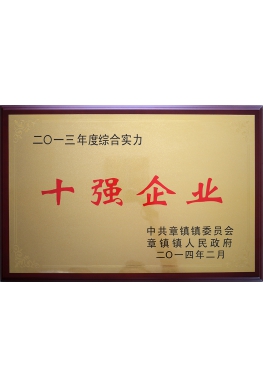 二〇一三年度综合实力
十强企业
中共章镇镇委员会
章镇镇人民政府
二〇一四年二月